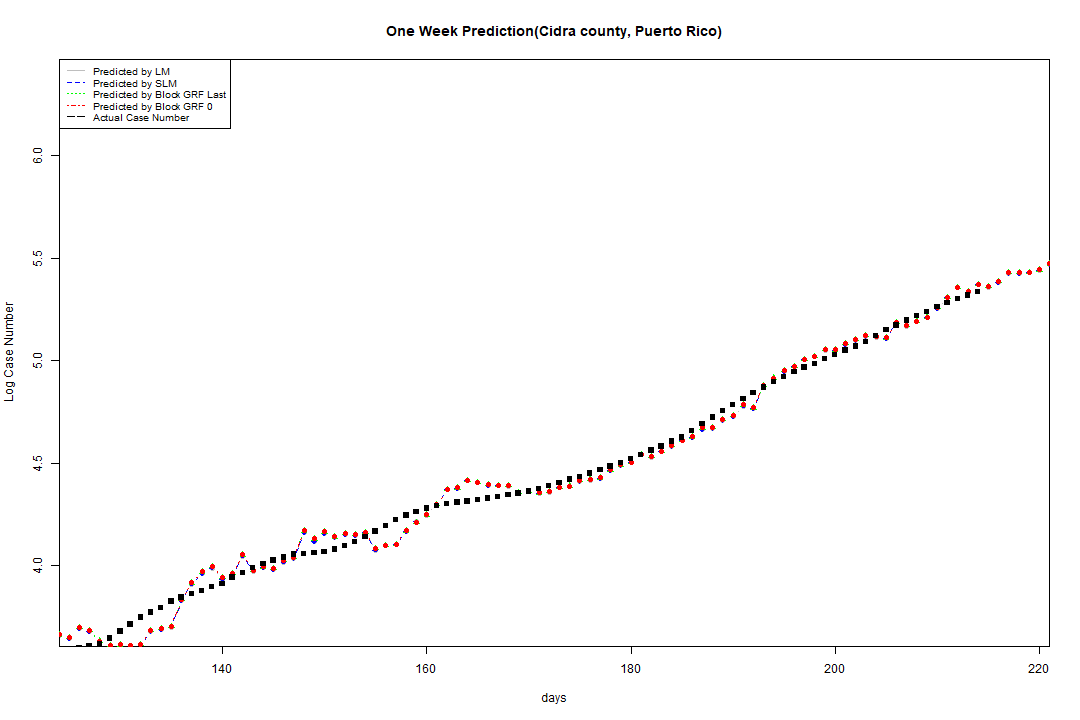 One Week Prediction(Cidra county, Puerto Rico)
Predicted by LM
Predicted by SLM
Predicted by Block GRF Last
Predicted by Block GRF 0
Actual Case Number
6.0
5.5
5.0
4.5
4.0
Log Case Number
140 160 180 200 220
days